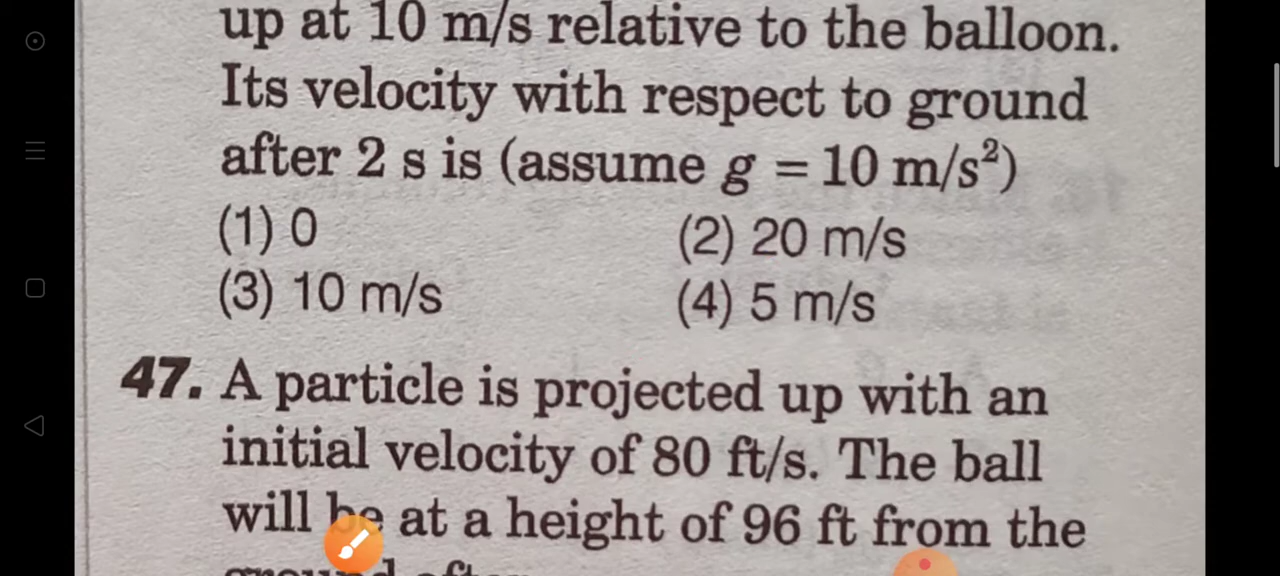 up at 10 m/s relative to the balloon.
Its velocity with respect to ground
after 2 s is (assume g = 10 m/s²)
(1) 0 (2) 20 m/s
(3) 10 m/s (4) 5 m/s
47. A particle is projected up with an
initial velocity of 80 ft/s. The ball
will be at a height of 96 ft from the